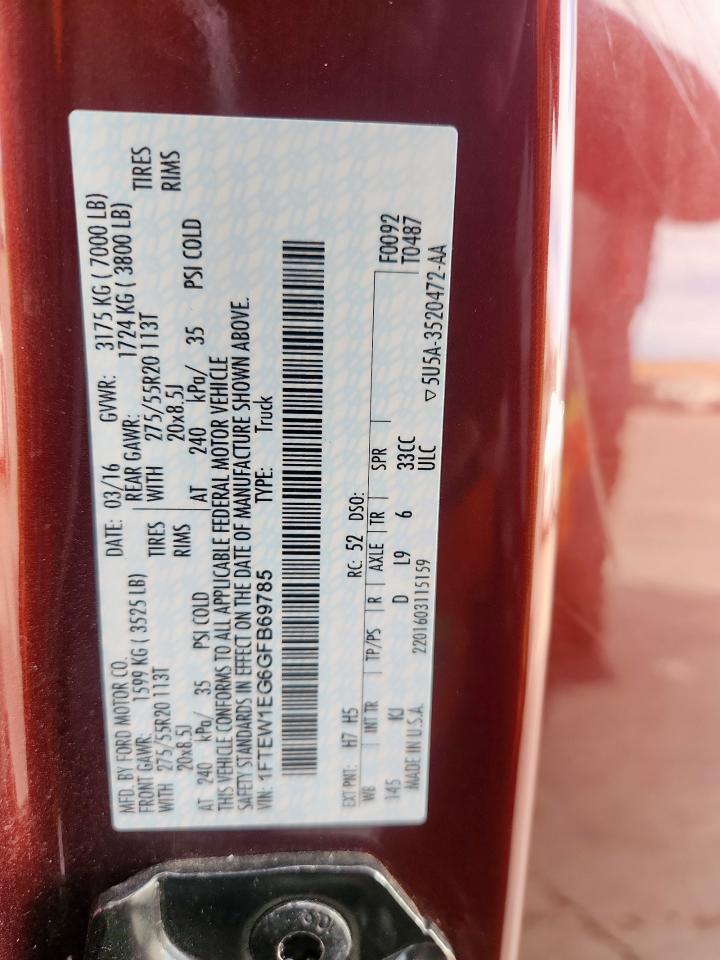 MFD. BY FORD MOTOR CO. DATE: 03/16 GVWR: 3175 KG ( 7000 LB)
FRONT GAWR: 1599 KG ( 3525 LB) REAR GAWR: 1724 KG ( 3800 LB)
WITH 275/55R20 113T TIRES WITH 275/55R20 113T TIRES
20x8.5J RIMS 20x8.5J RIMS
AT 240 kPa/ 35 PSI COLD AT 240 kPa/ 35 PSI COLD
THIS VEHICLE CONFORMS TO ALL APPLICABLE FEDERAL MOTOR VEHICLE
SAFETY STANDARDS IN EFFECT ON THE DATE OF MANUFACTURE SHOWN ABOVE.
VIN: 1FTEW1EG6GFB69785 TYPE: Truck
EXT PNT: H7 H5 RC: 52 DSO: F0092
WB INT TR TP/PS R AXLE TR SPR T0487
145 KJ D L9 6 33CC
MADE IN U.S.A. 2201603115159 ULC ▽5U5A-3520472-AA